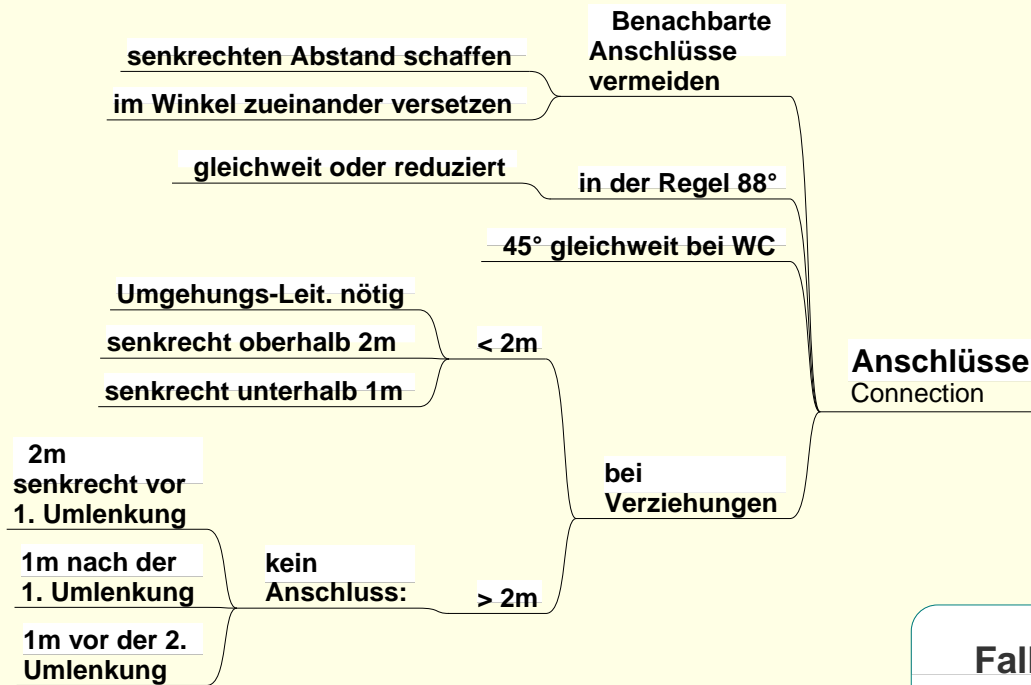 Benachbarte
Anschlüsse
vermeiden
senkrechten Abstand schaffen
im Winkel zueinander versetzen
gleichweit oder reduziert
in der Regel 88°
45° gleichweit bei WC
Umgehungs-Leit. nötig
senkrecht oberhalb 2m
< 2m
senkrecht unterhalb 1m
Anschlüsse
Connection
2m
senkrecht vor
1. Umlenkung
bei
Verziehungen
1m nach der
1. Umlenkung
kein
Anschluss:
> 2m
1m vor der 2.
Umlenkung
Fall